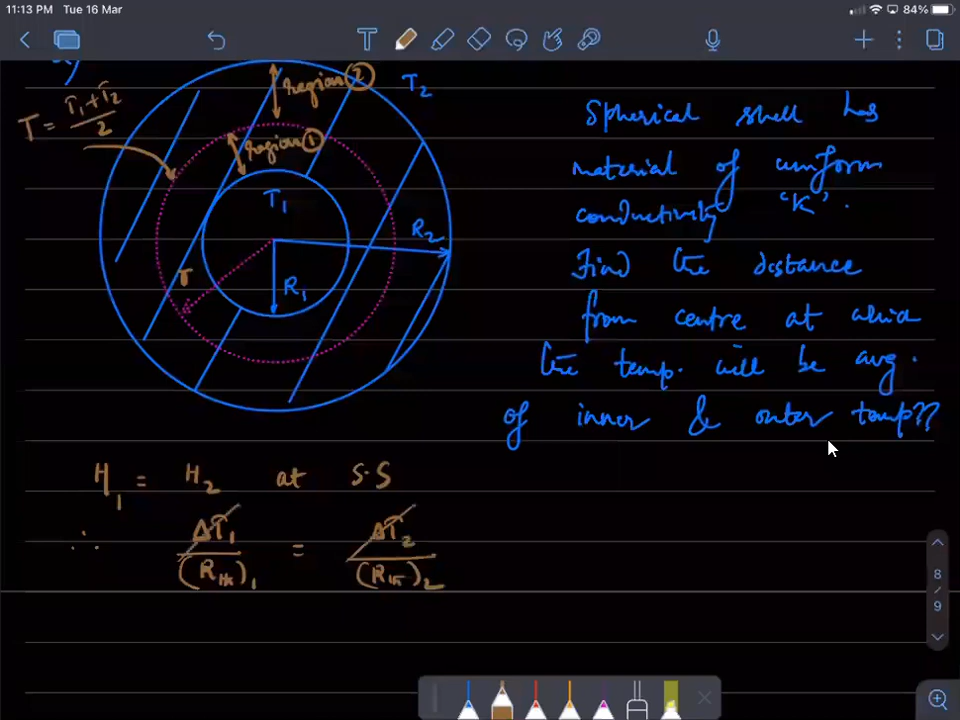 11:13 PM Tue 16 Mar
84%
T = T₁ + T₂ / 2
Region ②
T₂
region ①
T₁
R₂
r
R₁
Spherical shell has
material of uniform
conductivity 'K'.
Find the distance
from centre at which
the temp. will be avg.
of inner & outer temp??
H₁ = H₂ at S.S
∴ ΔT₁ / (R_th)₁ = ΔT₂ / (R_th)₂
8
/
9